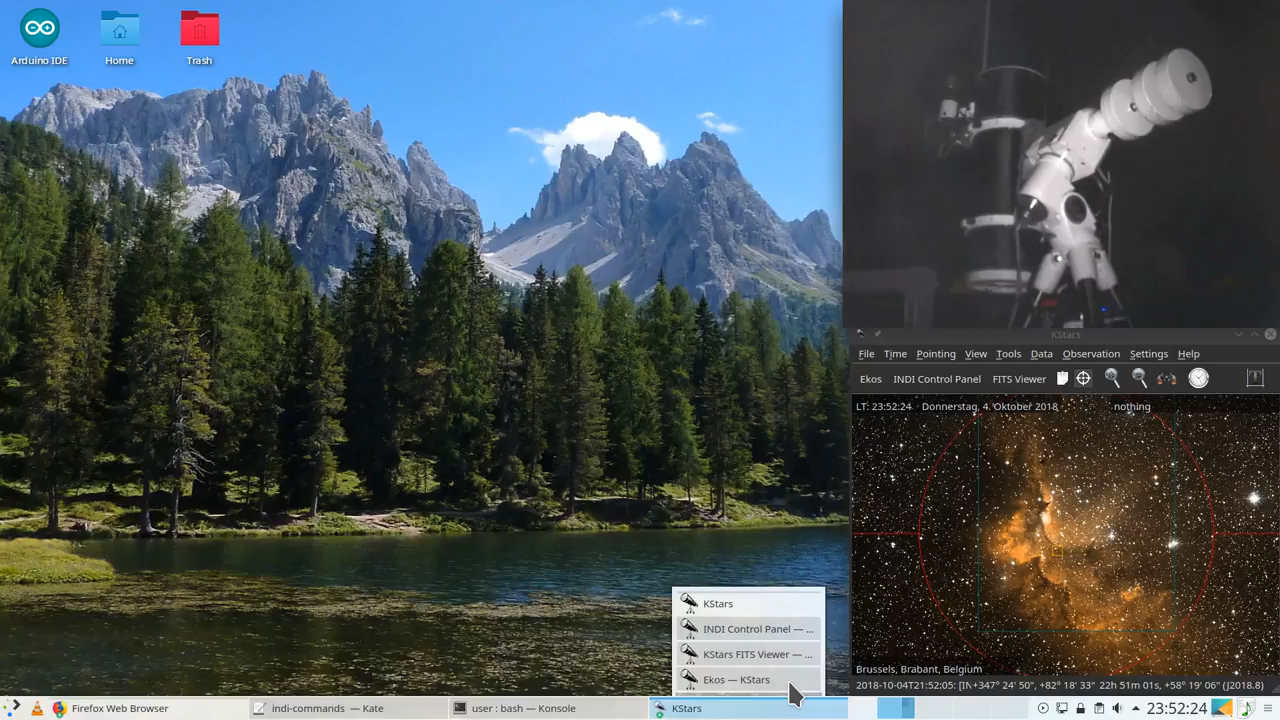 Arduino IDE
Home
Trash
KStars
File Time Pointing View Tools Data Observation Settings Help
Ekos INDI Control Panel FITS Viewer
LT: 23:52:24 Donnerstag, 4. Oktober 2018 nothing
Brussels, Brabant, Belgium
2018-10-04T21:52:05: [IN+347° 24' 50", +82° 18' 33" 22h 51m 01s, +58° 19' 06" (J2018.8)
KStars
INDI Control Panel — ...
KStars FITS Viewer — ...
Ekos — KStars
Firefox Web Browser
indi-commands — Kate
user : bash — Konsole
KStars
23:52:24